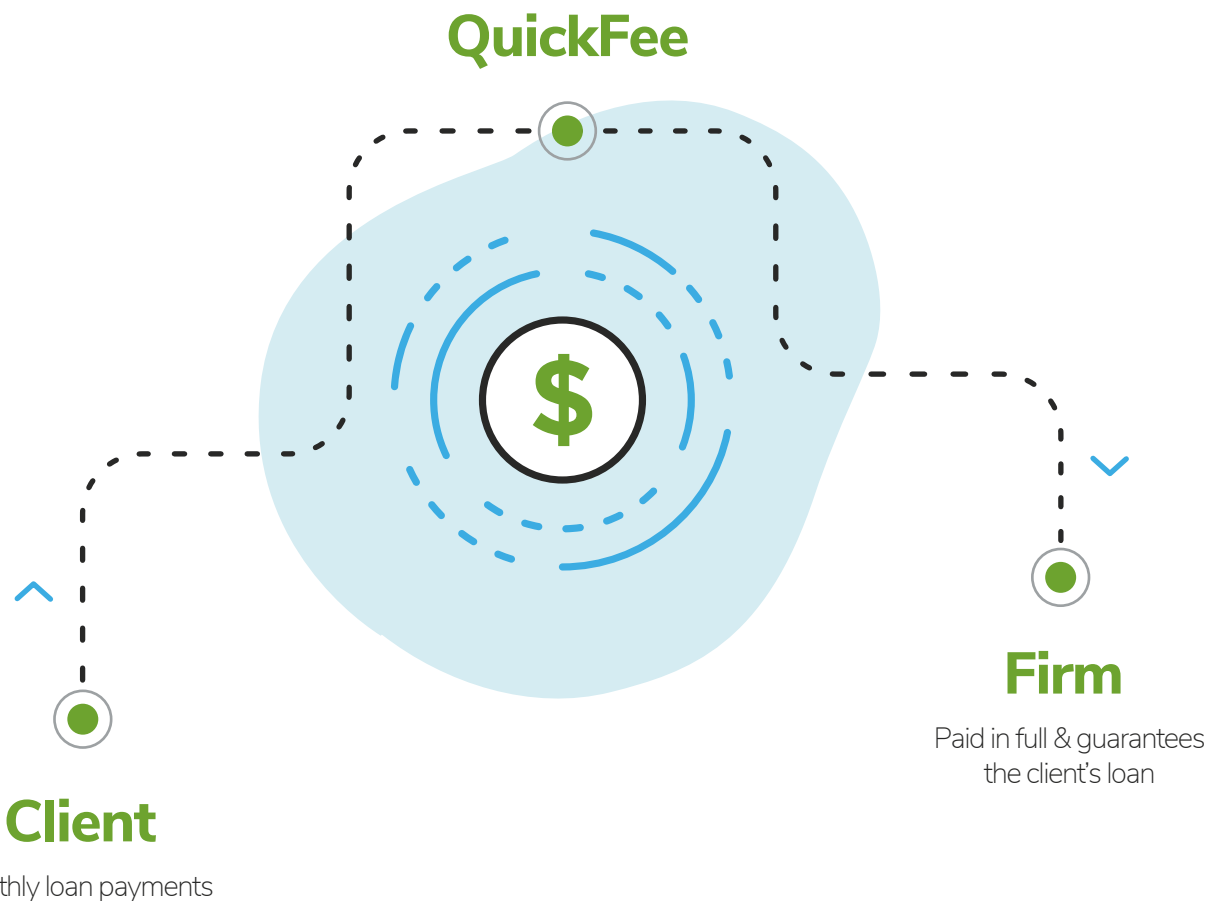 QuickFee
$
Firm
Paid in full & guarantees
the client's loan
Client
thly loan payments